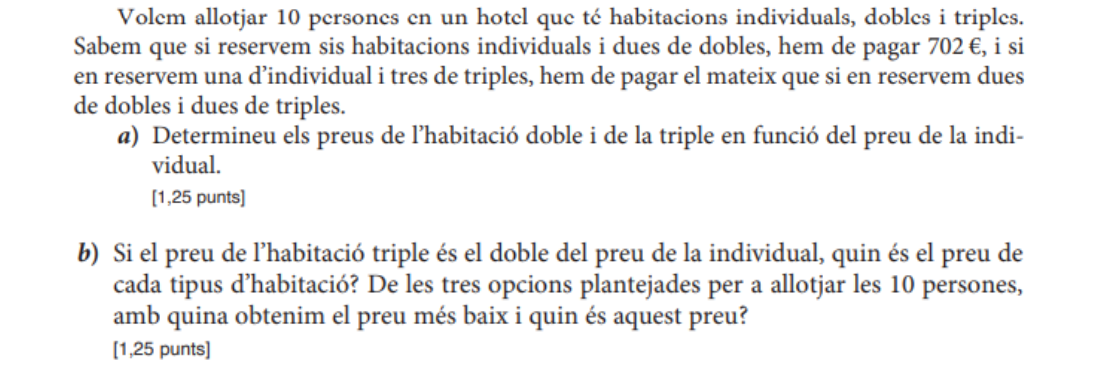 Volem allotjar 10 persones en un hotel que té habitacions individuals, dobles i triples.
Sabem que si reservem sis habitacions individuals i dues de dobles, hem de pagar 702 €, i si
en reservem una d’individual i tres de triples, hem de pagar el mateix que si en reservem dues
de dobles i dues de triples.
a) Determineu els preus de l’habitació doble i de la triple en funció del preu de la indi-
vidual.
[1,25 punts]
b) Si el preu de l’habitació triple és el doble del preu de la individual, quin és el preu de
cada tipus d’habitació? De les tres opcions plantejades per a allotjar les 10 persones,
amb quina obtenim el preu més baix i quin és aquest preu?
[1,25 punts]